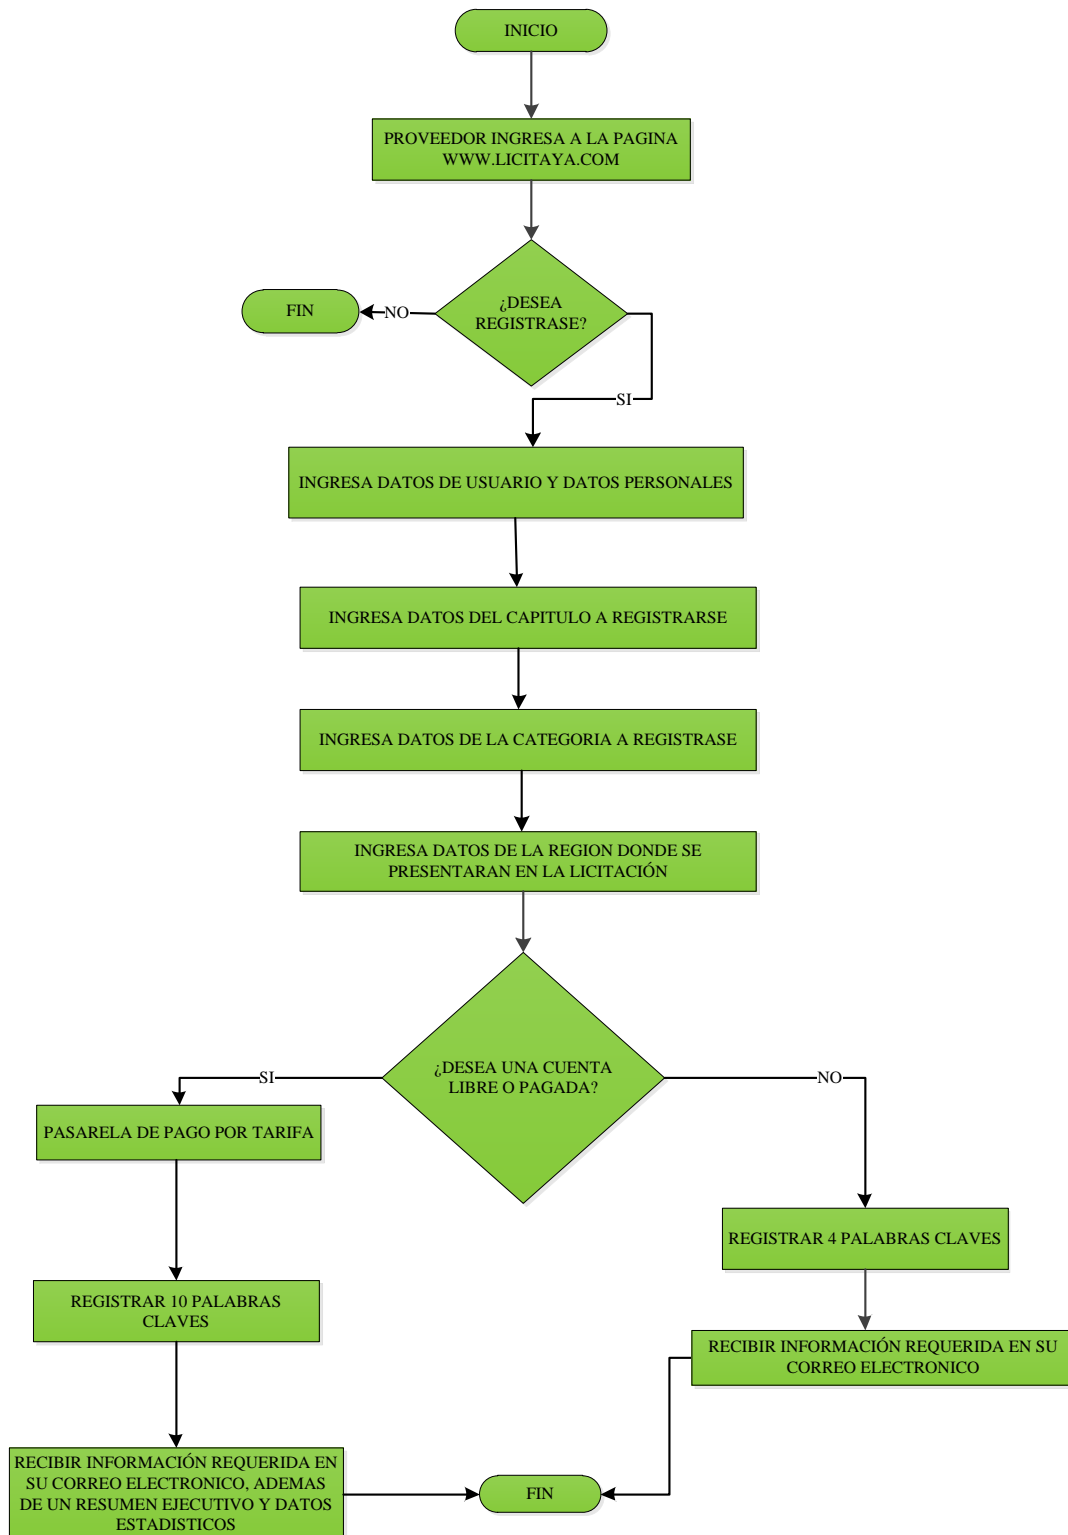 INICIO
PROVEEDOR INGRESA A LA PAGINA
WWW.LICITAYA.COM
¿DESEA
REGISTRASE?
NO
FIN
SI
INGRESA DATOS DE USUARIO Y DATOS PERSONALES
INGRESA DATOS DEL CAPITULO A REGISTRARSE
INGRESA DATOS DE LA CATEGORIA A REGISTRASE
INGRESA DATOS DE LA REGION DONDE SE
PRESENTARAN EN LA LICITACIÓN
¿DESEA UNA CUENTA
LIBRE O PAGADA?
SI
NO
PASARELA DE PAGO POR TARIFA
REGISTRAR 4 PALABRAS CLAVES
REGISTRAR 10 PALABRAS
CLAVES
RECIBIR INFORMACIÓN REQUERIDA EN SU
CORREO ELECTRONICO
RECIBIR INFORMACIÓN REQUERIDA EN
SU CORREO ELECTRONICO, ADEMAS
DE UN RESUMEN EJECUTIVO Y DATOS
ESTADISTICOS
FIN